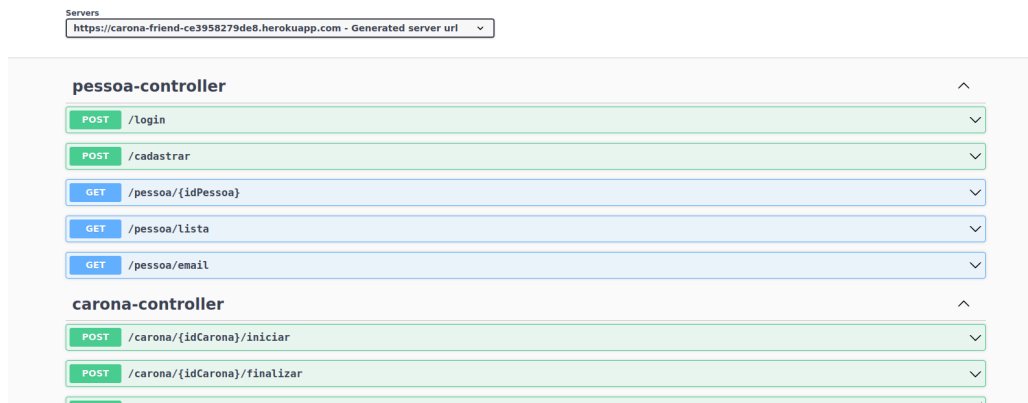 Servers
https://carona-friend-ce3958279de8.herokuapp.com - Generated server url
pessoa-controller
POST /login
POST /cadastrar
GET /pessoa/{idPessoa}
GET /pessoa/lista
GET /pessoa/email
carona-controller
POST /carona/{idCarona}/iniciar
POST /carona/{idCarona}/finalizar